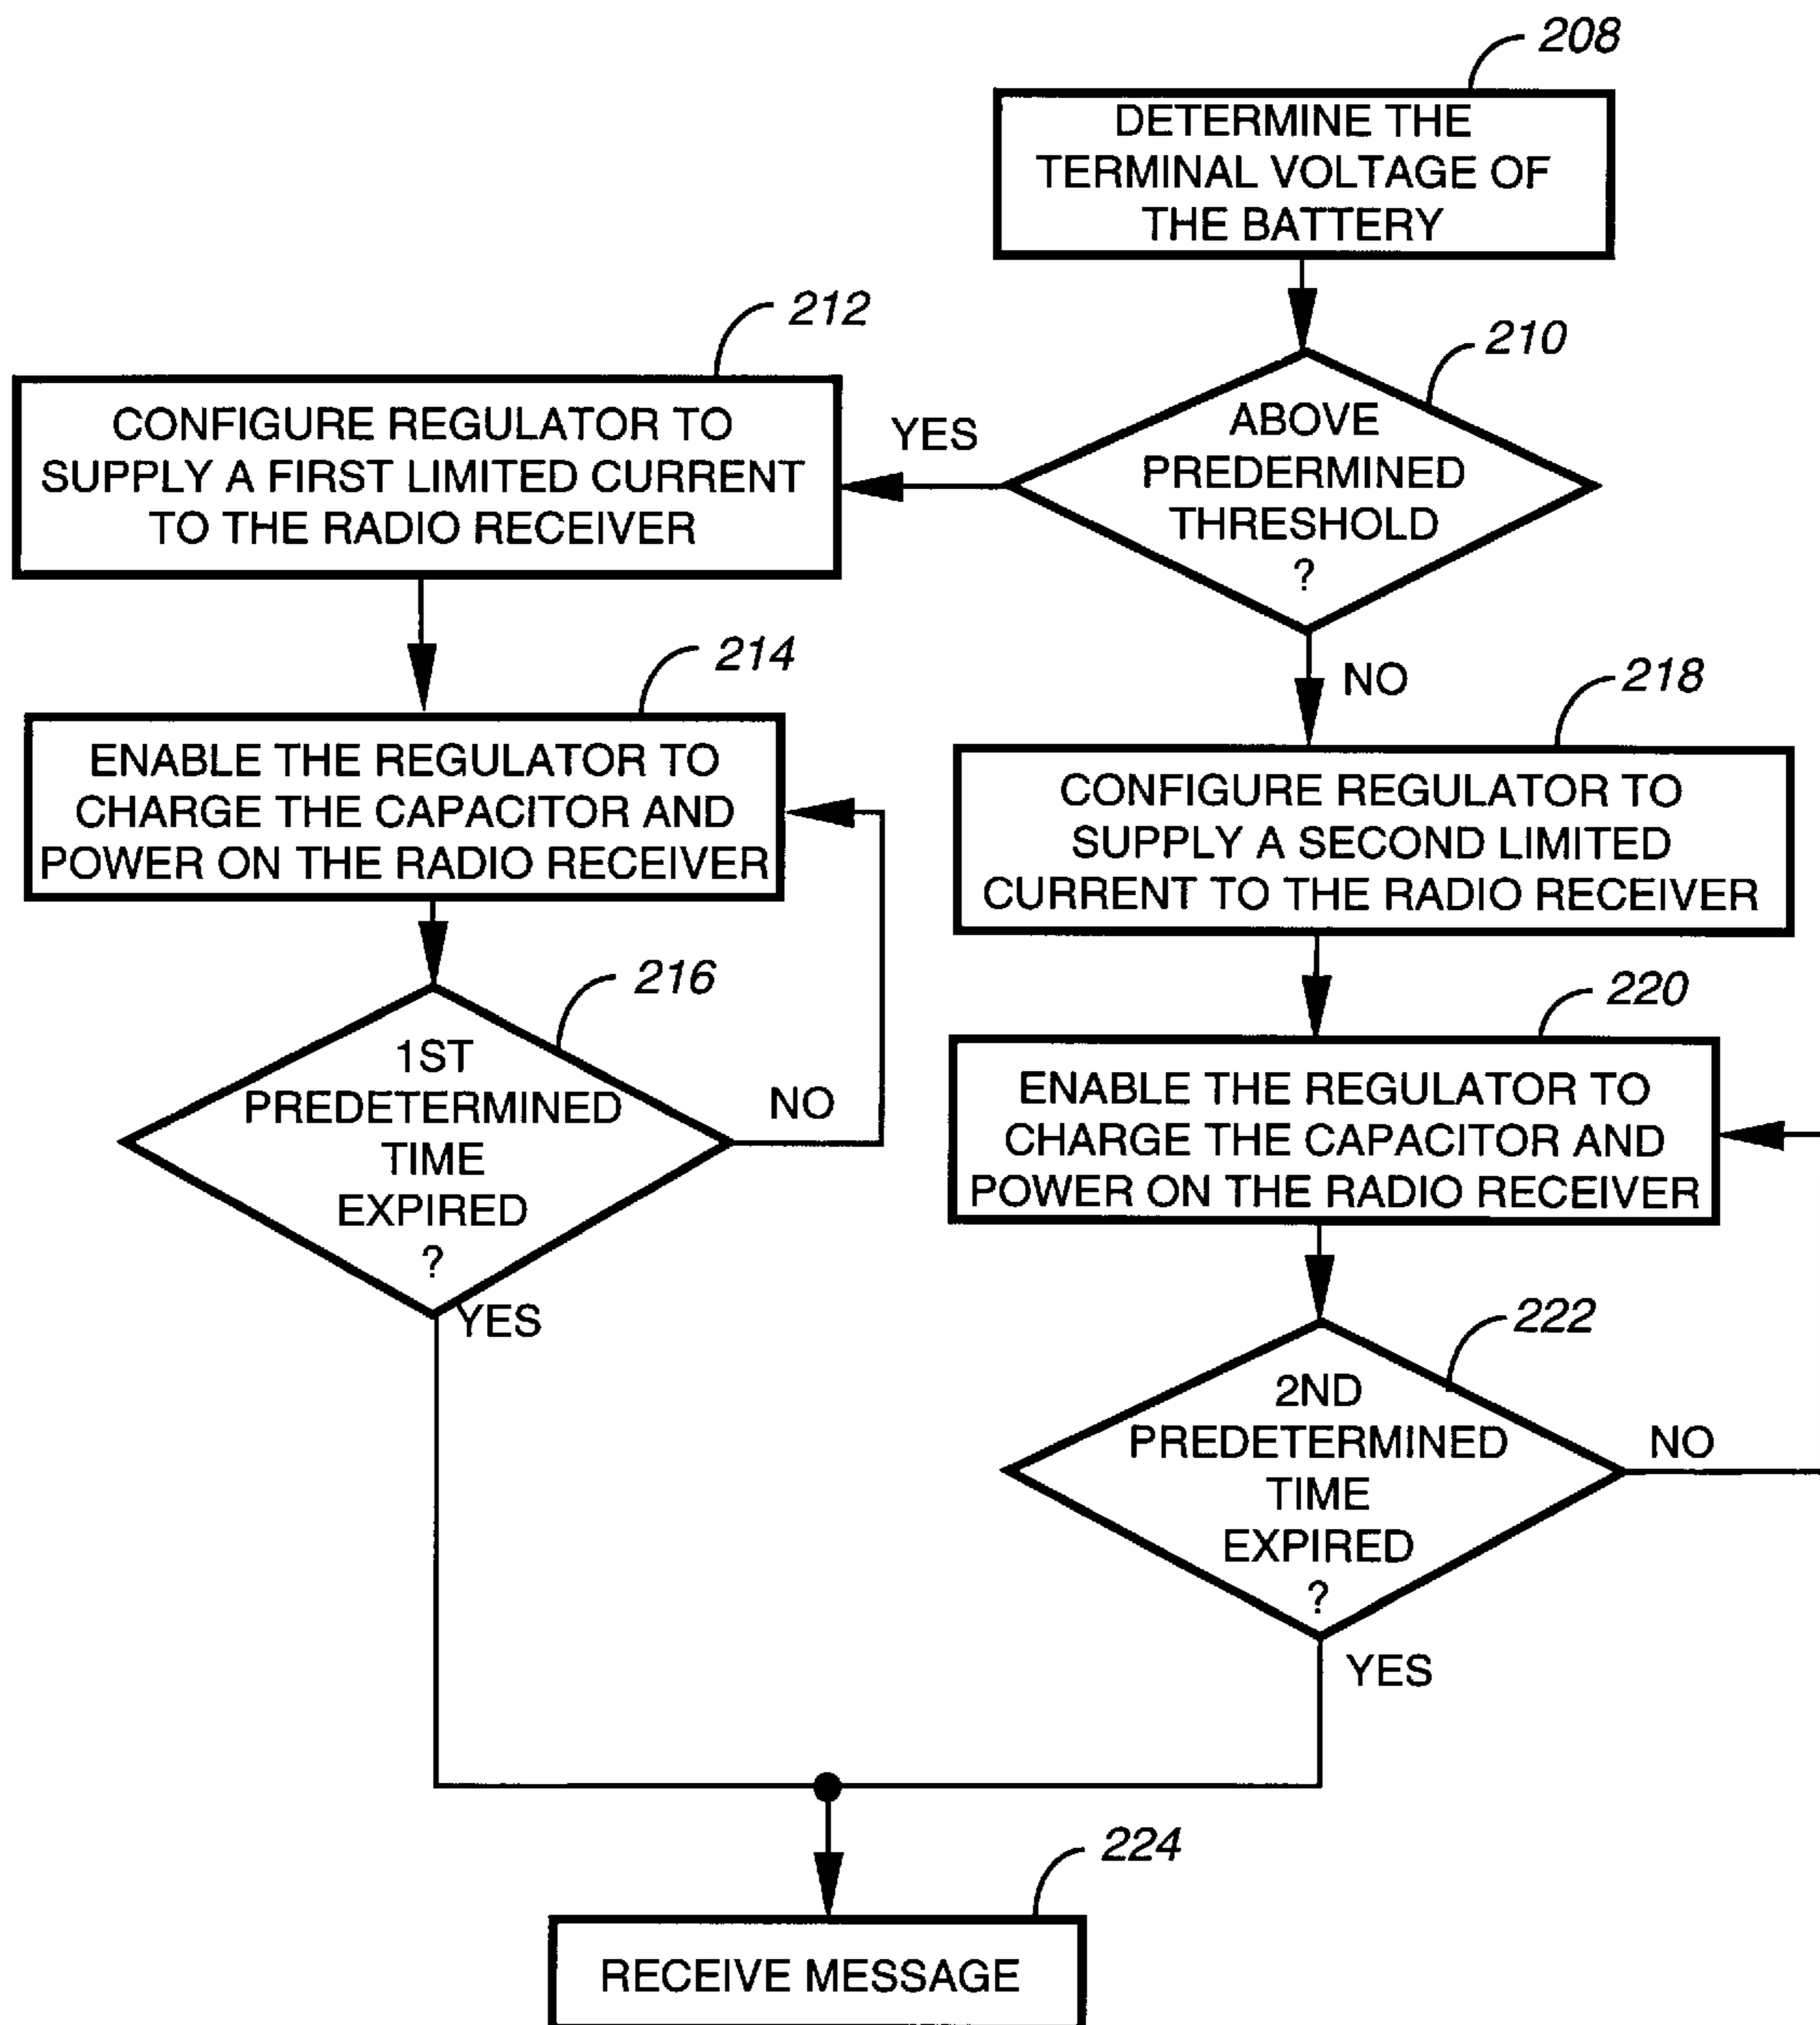 208
DETERMINE THE
TERMINAL VOLTAGE OF
THE BATTERY
210
ABOVE
PREDERMINED
THRESHOLD
?
YES
212
CONFIGURE REGULATOR TO
SUPPLY A FIRST LIMITED CURRENT
TO THE RADIO RECEIVER
214
ENABLE THE REGULATOR TO
CHARGE THE CAPACITOR AND
POWER ON THE RADIO RECEIVER
216
1ST
PREDETERMINED
TIME
EXPIRED
?
NO
YES
NO
218
CONFIGURE REGULATOR TO
SUPPLY A SECOND LIMITED
CURRENT TO THE RADIO RECEIVER
220
ENABLE THE REGULATOR TO
CHARGE THE CAPACITOR AND
POWER ON THE RADIO RECEIVER
222
2ND
PREDETERMINED
TIME
EXPIRED
?
NO
YES
224
RECEIVE MESSAGE